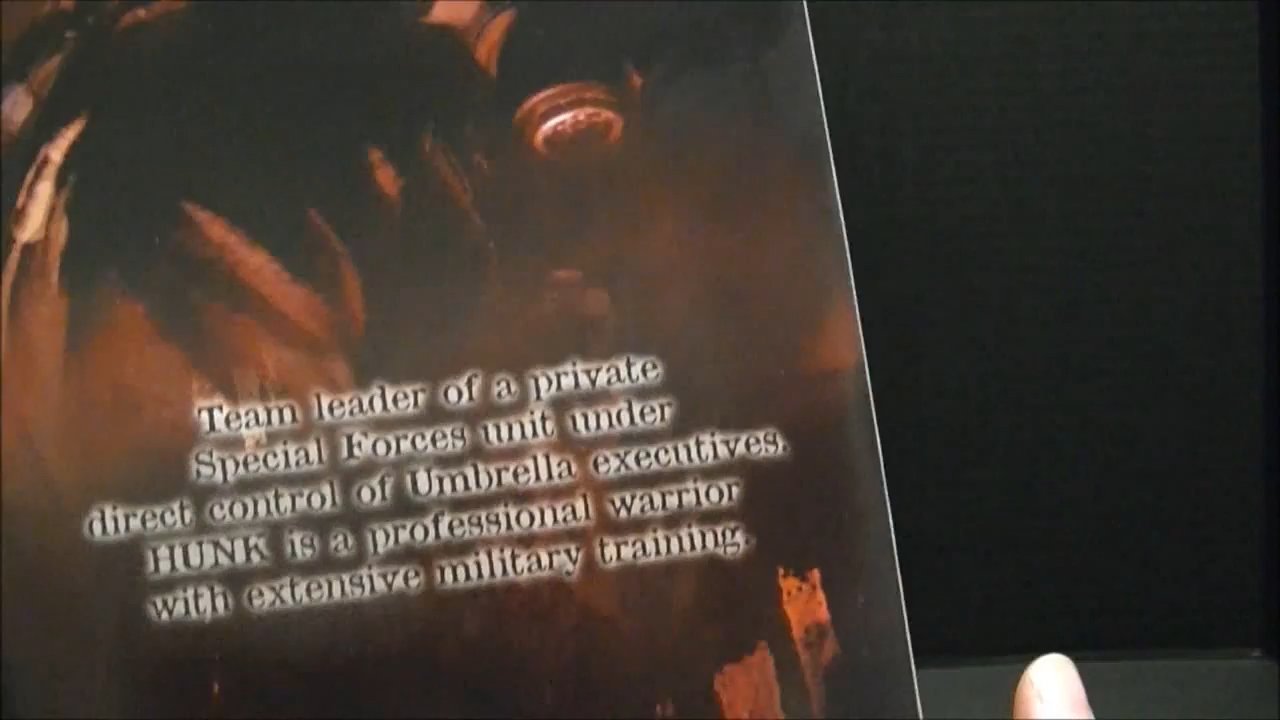 Team leader of a private
Special Forces unit under
direct control of Umbrella executives.
HUNK is a professional warrior
with extensive military training.